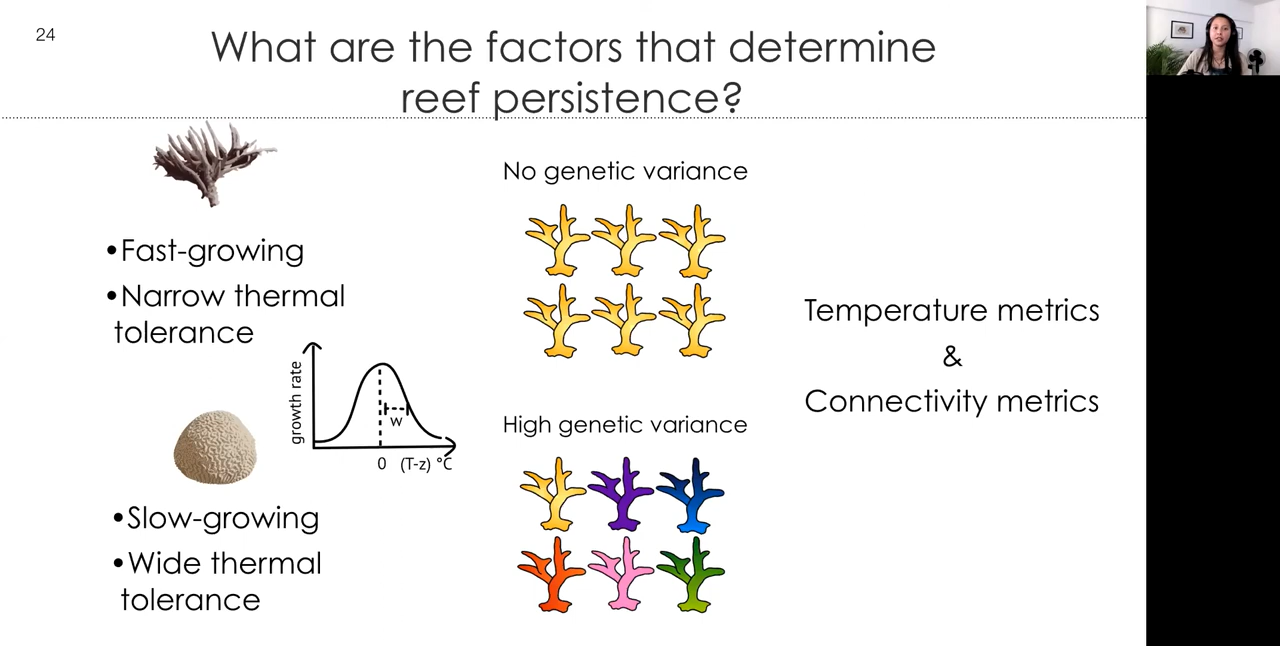 24
What are the factors that determine
reef persistence?
•Fast-growing
•Narrow thermal
tolerance
growth rate
w
0 (T-z) °C
•Slow-growing
•Wide thermal
tolerance
No genetic variance
High genetic variance
Temperature metrics
&
Connectivity metrics